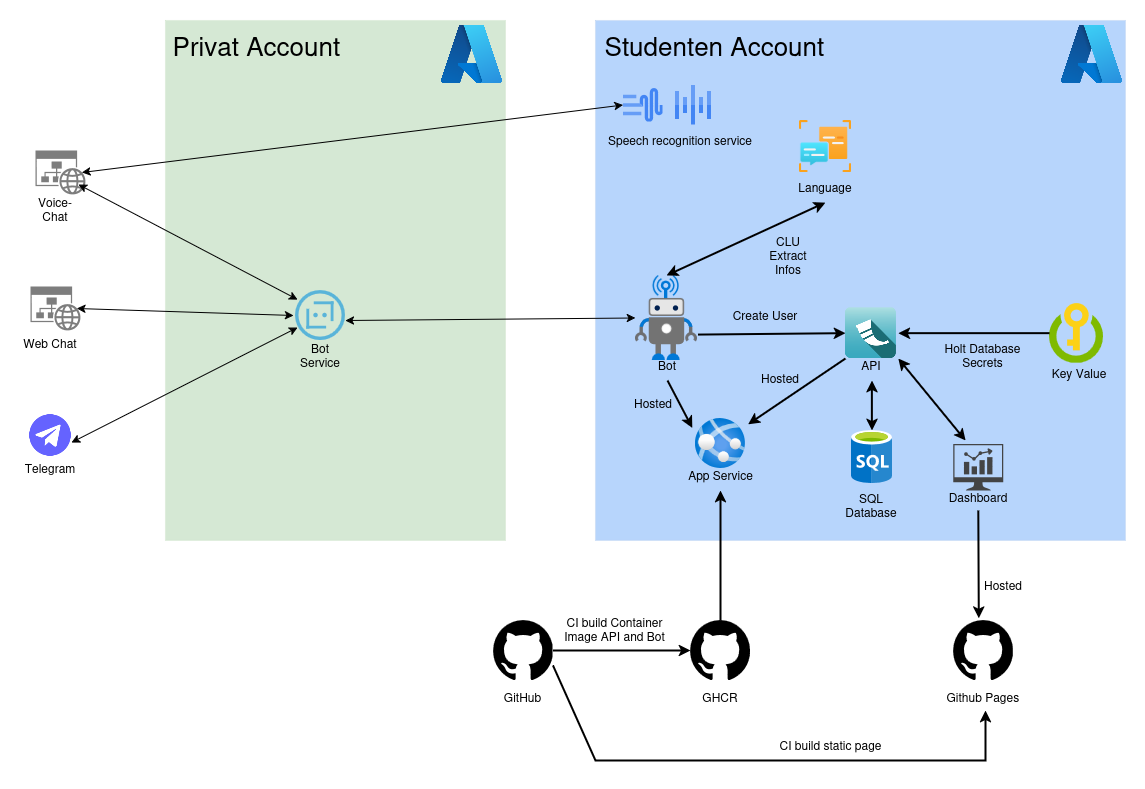 Privat Account
Studenten Account
Speech recognition service
Language
Voice-
Chat
CLU
Extract
Infos
Web Chat
Bot
Service
Create User
Bot
API
Holt Database
Secrets
Key Value
Hosted
Hosted
Telegram
App Service
SQL
SQL
Database
Dashboard
Hosted
CI build Container
Image API and Bot
GitHub
GHCR
Github Pages
CI build static page